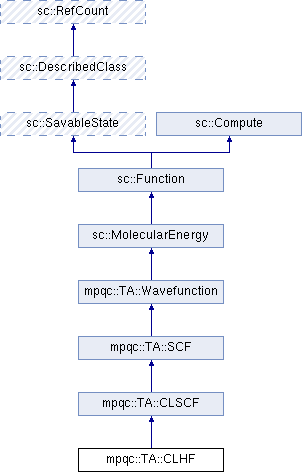 sc::RefCount
sc::DescribedClass
sc::SavableState
sc::Compute
sc::Function
sc::MolecularEnergy
mpqc::TA::Wavefunction
mpqc::TA::SCF
mpqc::TA::CLSCF
mpqc::TA::CLHF